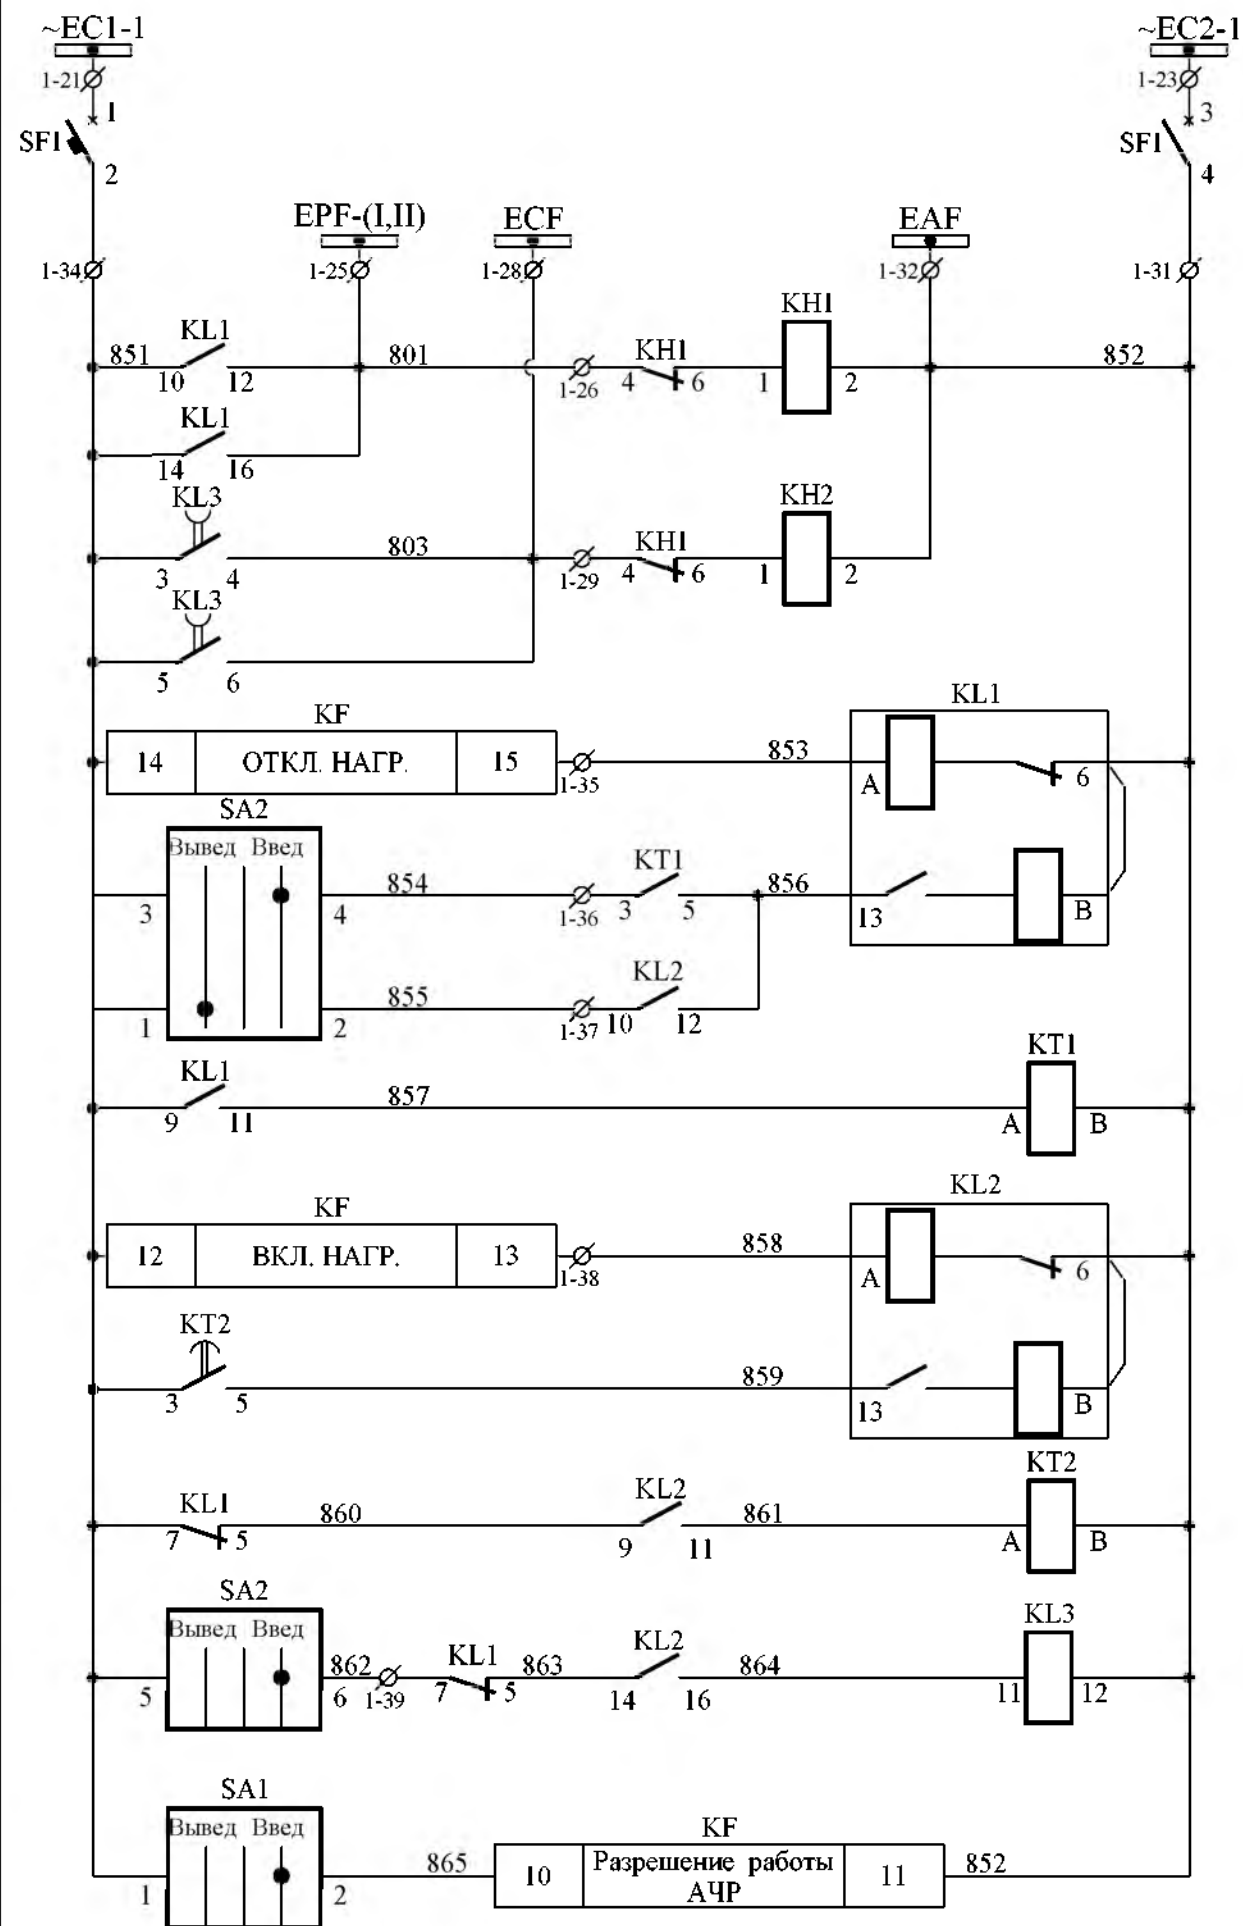 ~EC1-1 ~EC2-1
1-21 1-23
1 3
SF1 SF1
2 4
EPF-(I,II) ECF EAF
1-34 1-25 1-28 1-32 1-31
KH1
851 KL1 801 KH1 852
10 12 1-26 4 6 1 2
KL1
14 16
KL3 KH2
803 KH1
3 4 1-29 4 6 1 2
KL3
5 6
KL1
KF
14 ОТКЛ. НАГР. 15 853
1-35 A 6
SA2
Вывед Введ
854 KT1 856
3 4 1-36 3 5 13 B
KL2
855
1 2 1-37 10 12
KT1
KL1
857
9 11 A B
KL2
KF
12 ВКЛ. НАГР. 13 858
1-38 A 6
KT2
859
3 5 13 B
KT2
KL1 860 KL2 861
7 5 9 11 A B
SA2
Вывед Введ KL3
862 KL1 863 KL2 864
5 6 1-39 7 5 14 16 11 12
SA1
Вывед Введ KF
865 10 Разрешение работы 11 852
АЧР
1 2